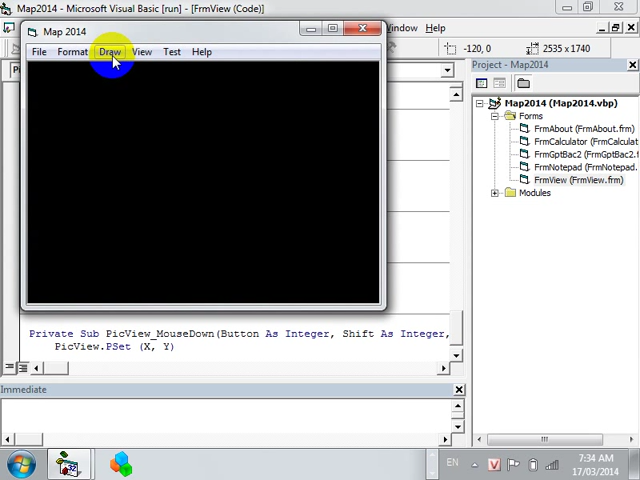 Map2014 - Microsoft Visual Basic [run] - [FrmView (Code)]
Map 2014
Window Help
File Format Draw View Test Help
-120, 0
2535 x 1740
Project - Map2014
Map2014 (Map2014.vbp)
Forms
FrmAbout (FrmAbout.frm)
FrmCalculator (FrmCalculat
FrmGptBac2 (FrmGptBac2.f
FrmNotepad (FrmNotepad.
FrmView (FrmView.frm)
Modules
Private Sub PicView_MouseDown(Button As Integer, Shift As Integer,
PicView.PSet (X, Y)
Immediate
EN
7:34 AM
17/03/2014